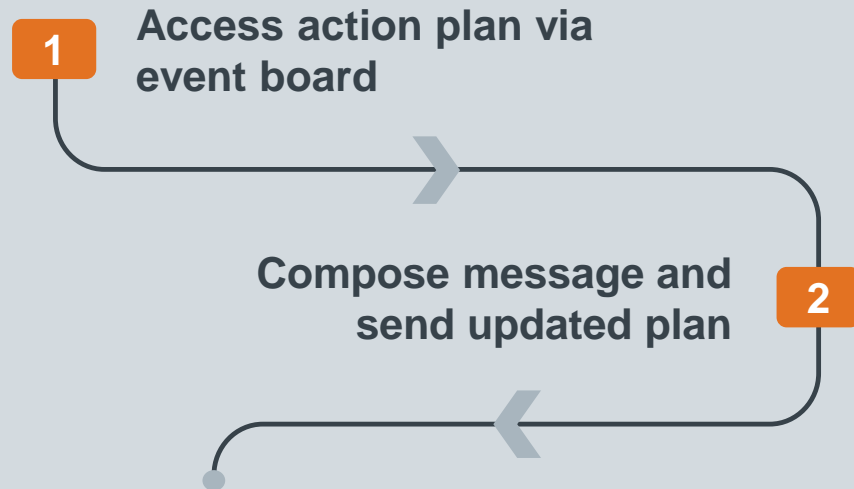 1
Access action plan via
event board
Compose message and
send updated plan
2